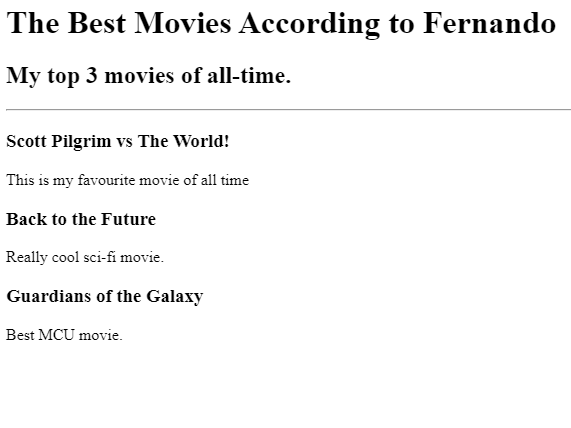 The Best Movies According to Fernando
My top 3 movies of all-time.
Scott Pilgrim vs The World!
This is my favourite movie of all time
Back to the Future
Really cool sci-fi movie.
Guardians of the Galaxy
Best MCU movie.